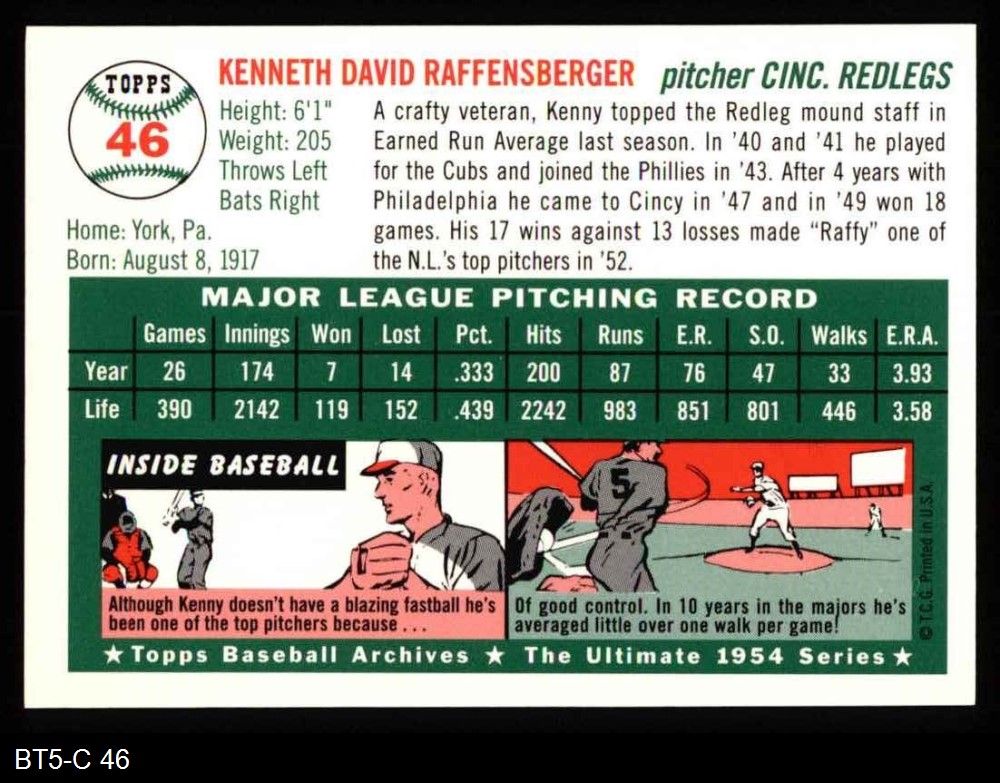 TOPPS
46
KENNETH DAVID RAFFENSBERGER pitcher CINC. REDLEGS
Height: 6'1"
Weight: 205
Throws Left
Bats Right
Home: York, Pa.
Born: August 8, 1917
A crafty veteran, Kenny topped the Redleg mound staff in
Earned Run Average last season. In '40 and '41 he played
for the Cubs and joined the Phillies in '43. After 4 years with
Philadelphia he came to Cincy in '47 and in '49 won 18
games. His 17 wins against 13 losses made "Raffy" one of
the N.L.'s top pitchers in '52.
MAJOR LEAGUE PITCHING RECORD
Games Innings Won Lost Pct. Hits Runs E.R. S.O. Walks E.R.A.
Year 26 174 7 14 .333 200 87 76 47 33 3.93
Life 390 2142 119 152 .439 2242 983 851 801 446 3.58
INSIDE BASEBALL
Although Kenny doesn't have a blazing fastball he's
been one of the top pitchers because ...
5
Of good control. In 10 years in the majors he's
averaged little over one walk per game!
© T.C.G. Printed in U.S.A.
★ Topps Baseball Archives ★ The Ultimate 1954 Series ★
BT5-C 46